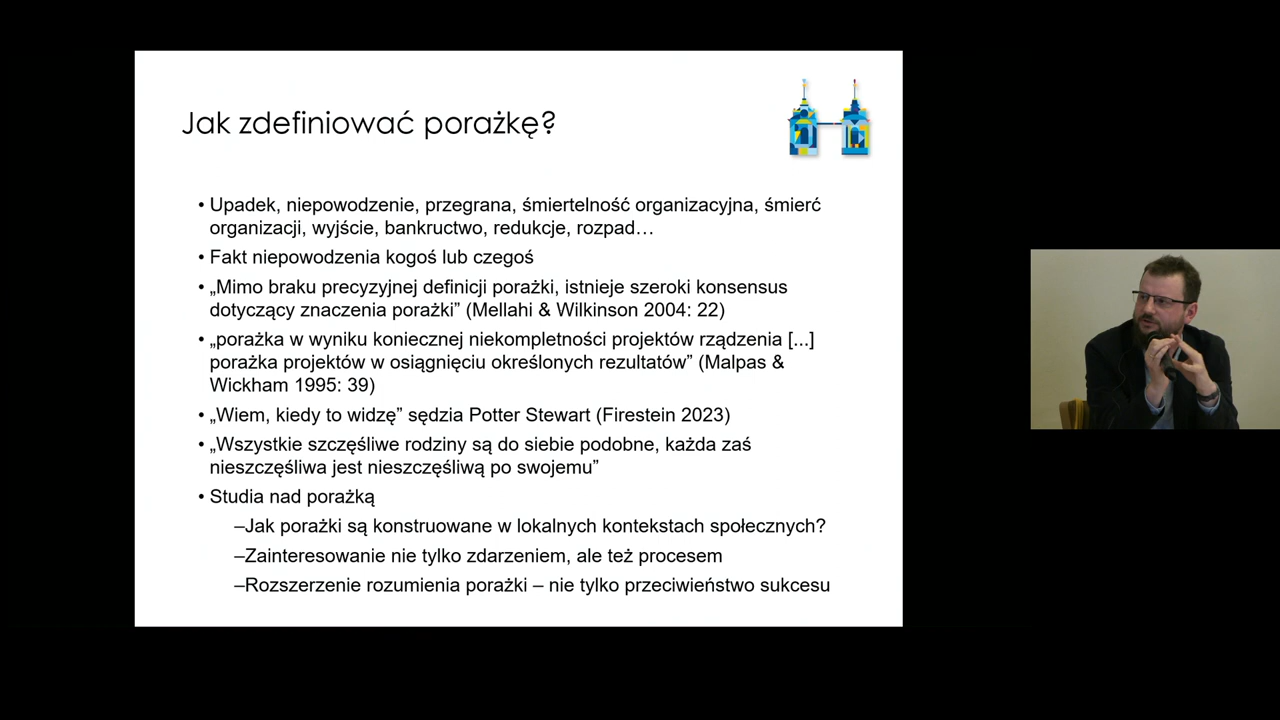 Jak zdefiniować porażkę?
• Upadek, niepowodzenie, przegrana, śmiertelność organizacyjna, śmierć
organizacji, wyjście, bankructwo, redukcje, rozpad…
• Fakt niepowodzenia kogoś lub czegoś
• „Mimo braku precyzyjnej definicji porażki, istnieje szeroki konsensus
dotyczący znaczenia porażki” (Mellahi & Wilkinson 2004: 22)
• „porażka w wyniku koniecznej niekompletności projektów rządzenia [...]
porażka projektów w osiągnięciu określonych rezultatów” (Malpas &
Wickham 1995: 39)
• „Wiem, kiedy to widzę” sędzia Potter Stewart (Firestein 2023)
• „Wszystkie szczęśliwe rodziny są do siebie podobne, każda zaś
nieszczęśliwa jest nieszczęśliwą po swojemu”
• Studia nad porażką
–Jak porażki są konstruowane w lokalnych kontekstach społecznych?
–Zainteresowanie nie tylko zdarzeniem, ale też procesem
–Rozszerzenie rozumienia porażki – nie tylko przeciwieństwo sukcesu